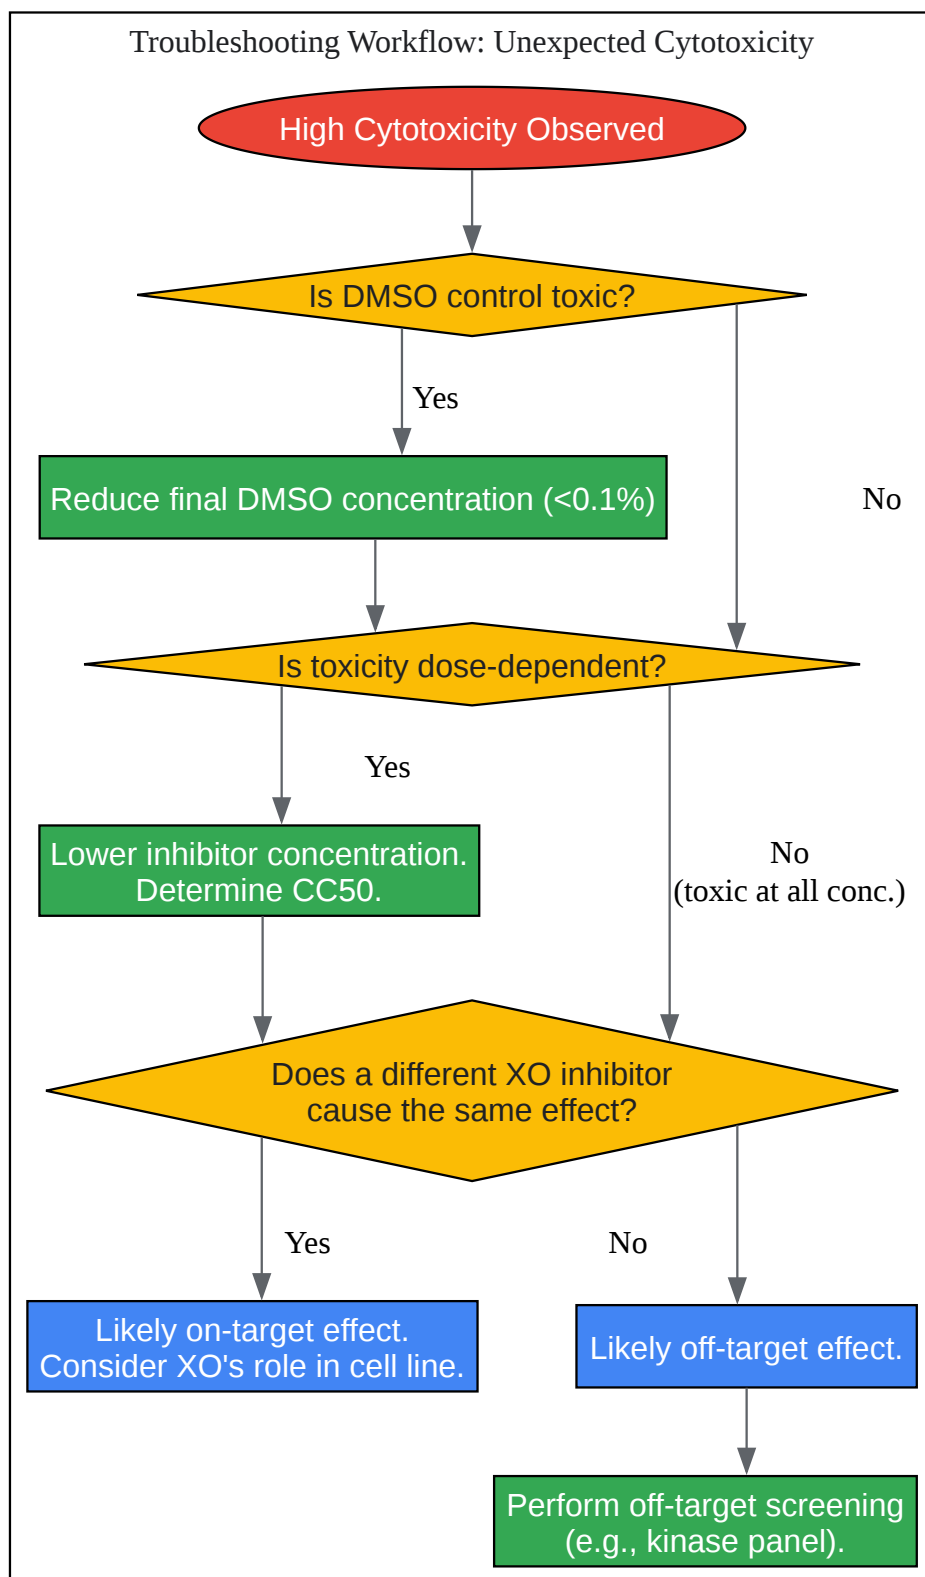 Troubleshooting Workflow: Unexpected Cytotoxicity
High Cytotoxicity Observed
Is DMSO control toxic?
Yes
Reduce final DMSO concentration (<0.1%)
No
Is toxicity dose-dependent?
Yes
Lower inhibitor concentration.
Determine CC50.
No
(toxic at all conc.)
Does a different XO inhibitor
cause the same effect?
Yes
No
Likely on-target effect.
Consider XO's role in cell line.
Likely off-target effect.
Perform off-target screening
(e.g., kinase panel).